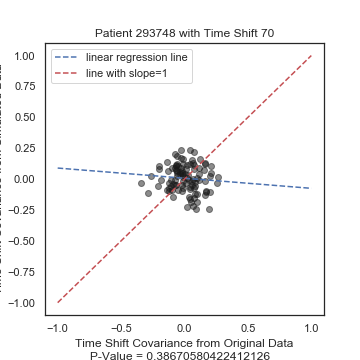 Patient 293748 with Time Shift 70
linear regression line
line with slope=1
1.00
0.75
0.50
0.25
0.00
−0.25
−0.50
−0.75
−1.00
−1.0
−0.5
0.0
0.5
1.0
Time Shift Covariance from Original Data
P-Value = 0.38670580422412126